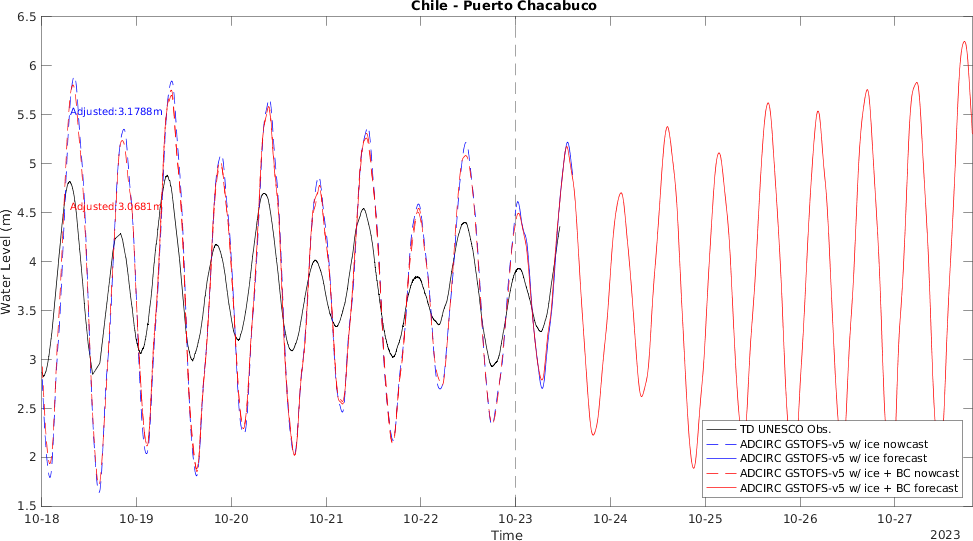 Chile - Puerto Chacabuco
6.5
6
5.5
5
4.5
4
3.5
3
2.5
2
1.5
Water Level (m)
Adjusted:3.1788m
Adjusted:3.0681m
TD UNESCO Obs.
ADCIRC GSTOFS-v5 w/ ice nowcast
ADCIRC GSTOFS-v5 w/ ice forecast
ADCIRC GSTOFS-v5 w/ ice + BC nowcast
ADCIRC GSTOFS-v5 w/ ice + BC forecast
10-18 10-19 10-20 10-21 10-22 10-23 10-24 10-25 10-26 10-27
Time
2023